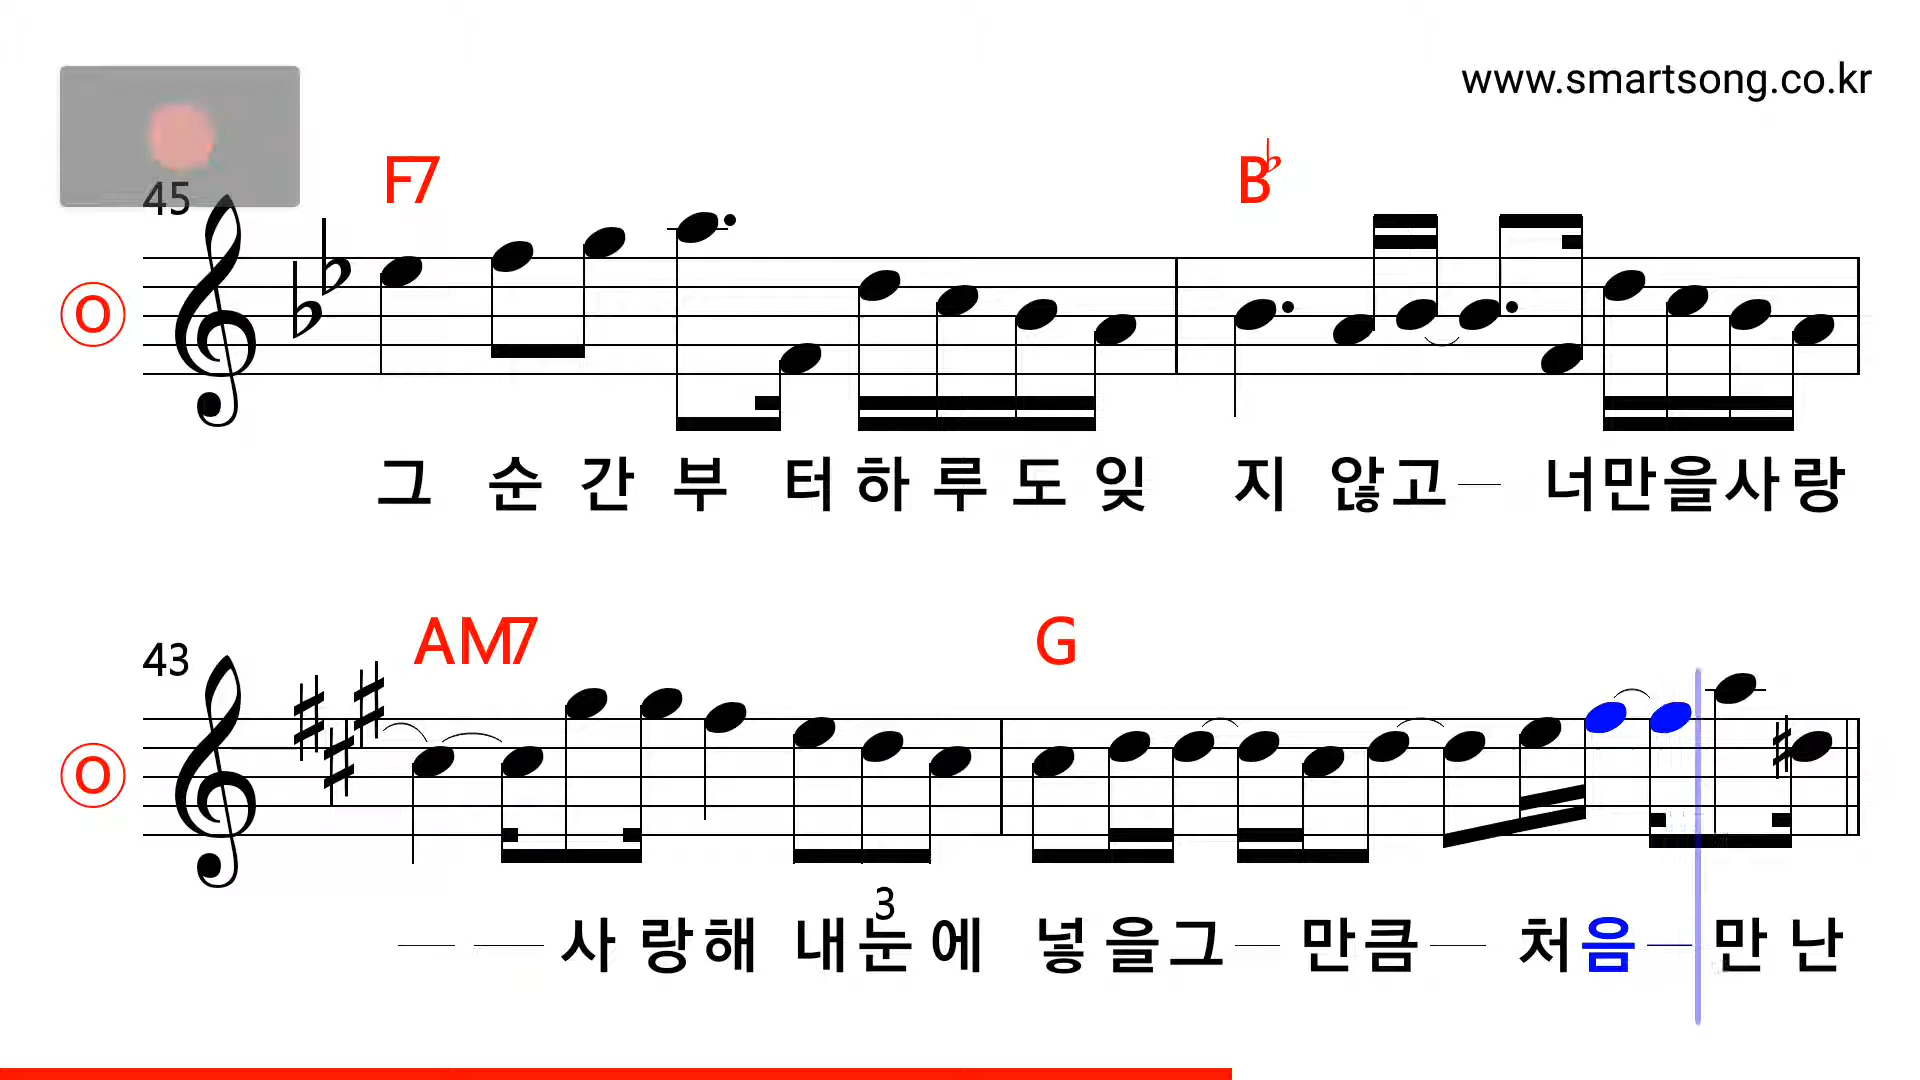 www.smartsong.co.kr
F7 B♭
45
O
그 순 간 부 터 하 루 도 잊 지 않 고 너 만 을 사 랑
AM7 G
43
O
3
사 랑 해 내 눈 에 넣 을 그 만 큼 처 음 만 난